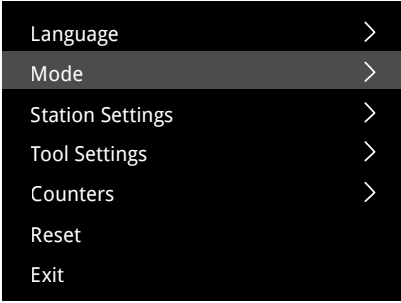 Language
Mode
Station Settings
Tool Settings
Counters
Reset
Exit